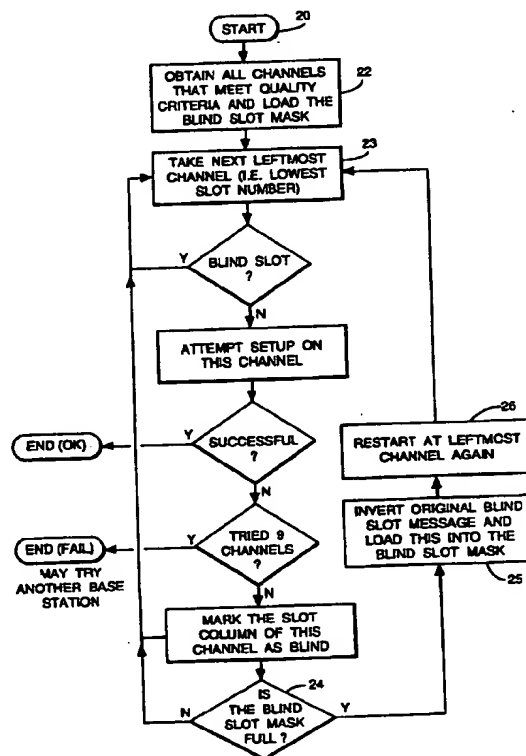 START
20
OBTAIN ALL CHANNELS
THAT MEET QUALITY
CRITERIA AND LOAD THE
BLIND SLOT MASK
22
TAKE NEXT LEFTMOST
CHANNEL (I.E. LOWEST
SLOT NUMBER)
23
Y
BLIND SLOT
?
N
ATTEMPT SETUP ON
THIS CHANNEL
END (OK)
Y
SUCCESSFUL
?
N
26
RESTART AT LEFTMOST
CHANNEL AGAIN
END (FAIL)
MAY TRY
ANOTHER BASE
STATION
Y
TRIED 9
CHANNELS
?
N
INVERT ORIGINAL BLIND
SLOT MESSAGE AND
LOAD THIS INTO THE
BLIND SLOT MASK
25
MARK THE SLOT
COLUMN OF THIS
CHANNEL AS BLIND
24
N
IS
THE BLIND
SLOT MASK
FULL ?
Y